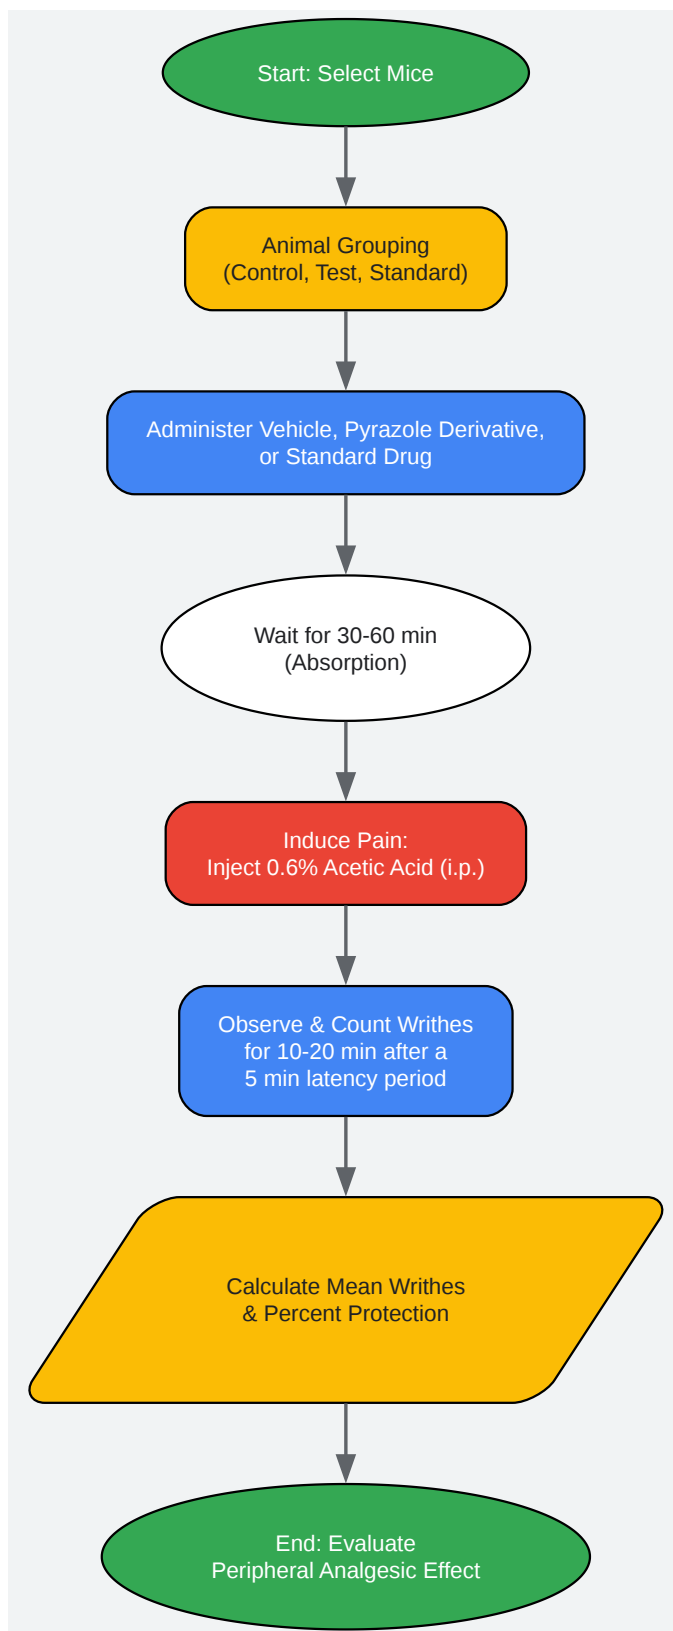 Start: Select Mice
Animal Grouping
(Control, Test, Standard)
Administer Vehicle, Pyrazole Derivative,
or Standard Drug
Wait for 30-60 min
(Absorption)
Induce Pain:
Inject 0.6% Acetic Acid (i.p.)
Observe & Count Writhes
for 10-20 min after a
5 min latency period
Calculate Mean Writhes
& Percent Protection
End: Evaluate
Peripheral Analgesic Effect